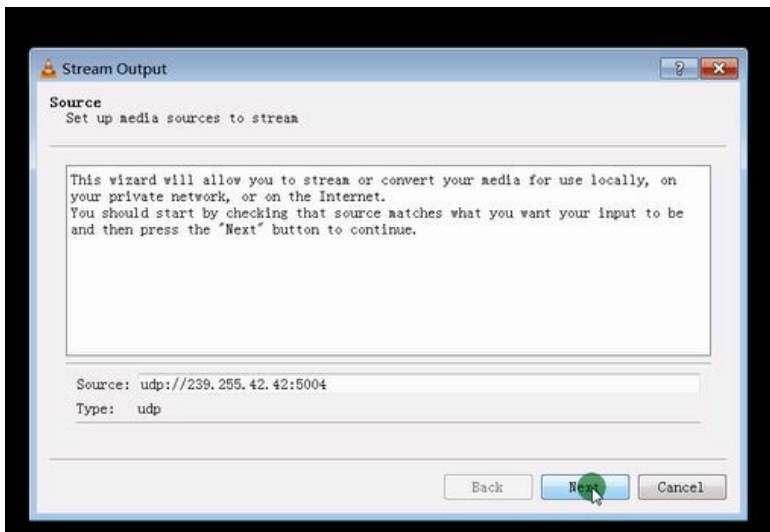 Stream Output
Source
Set up media sources to stream
This wizard will allow you to stream or convert your media for use locally, on
your private network, or on the Internet.
You should start by checking that source matches what you want your input to be
and then press the "Next" button to continue.
Source: udp://239.255.42.42:5004
Type: udp
Back Next Cancel